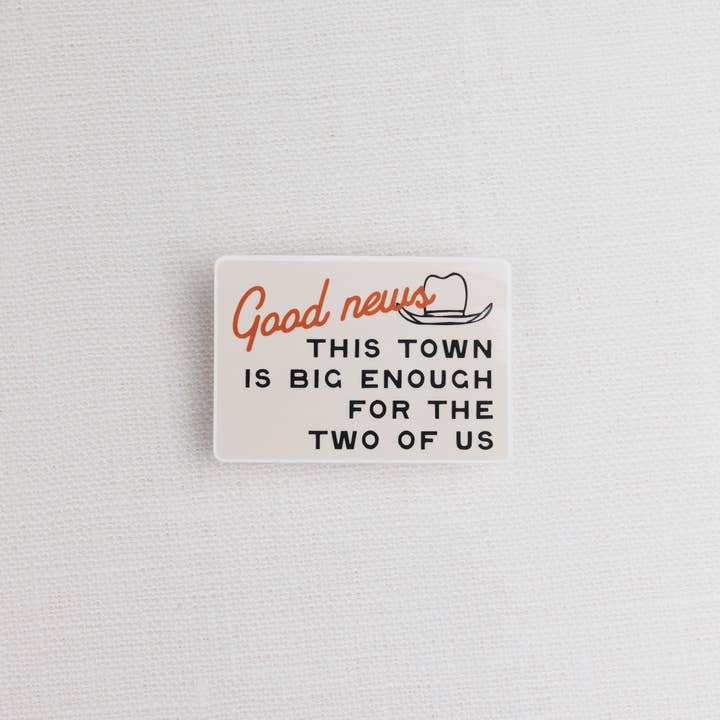 Good news
THIS TOWN
IS BIG ENOUGH
FOR THE
TWO OF US